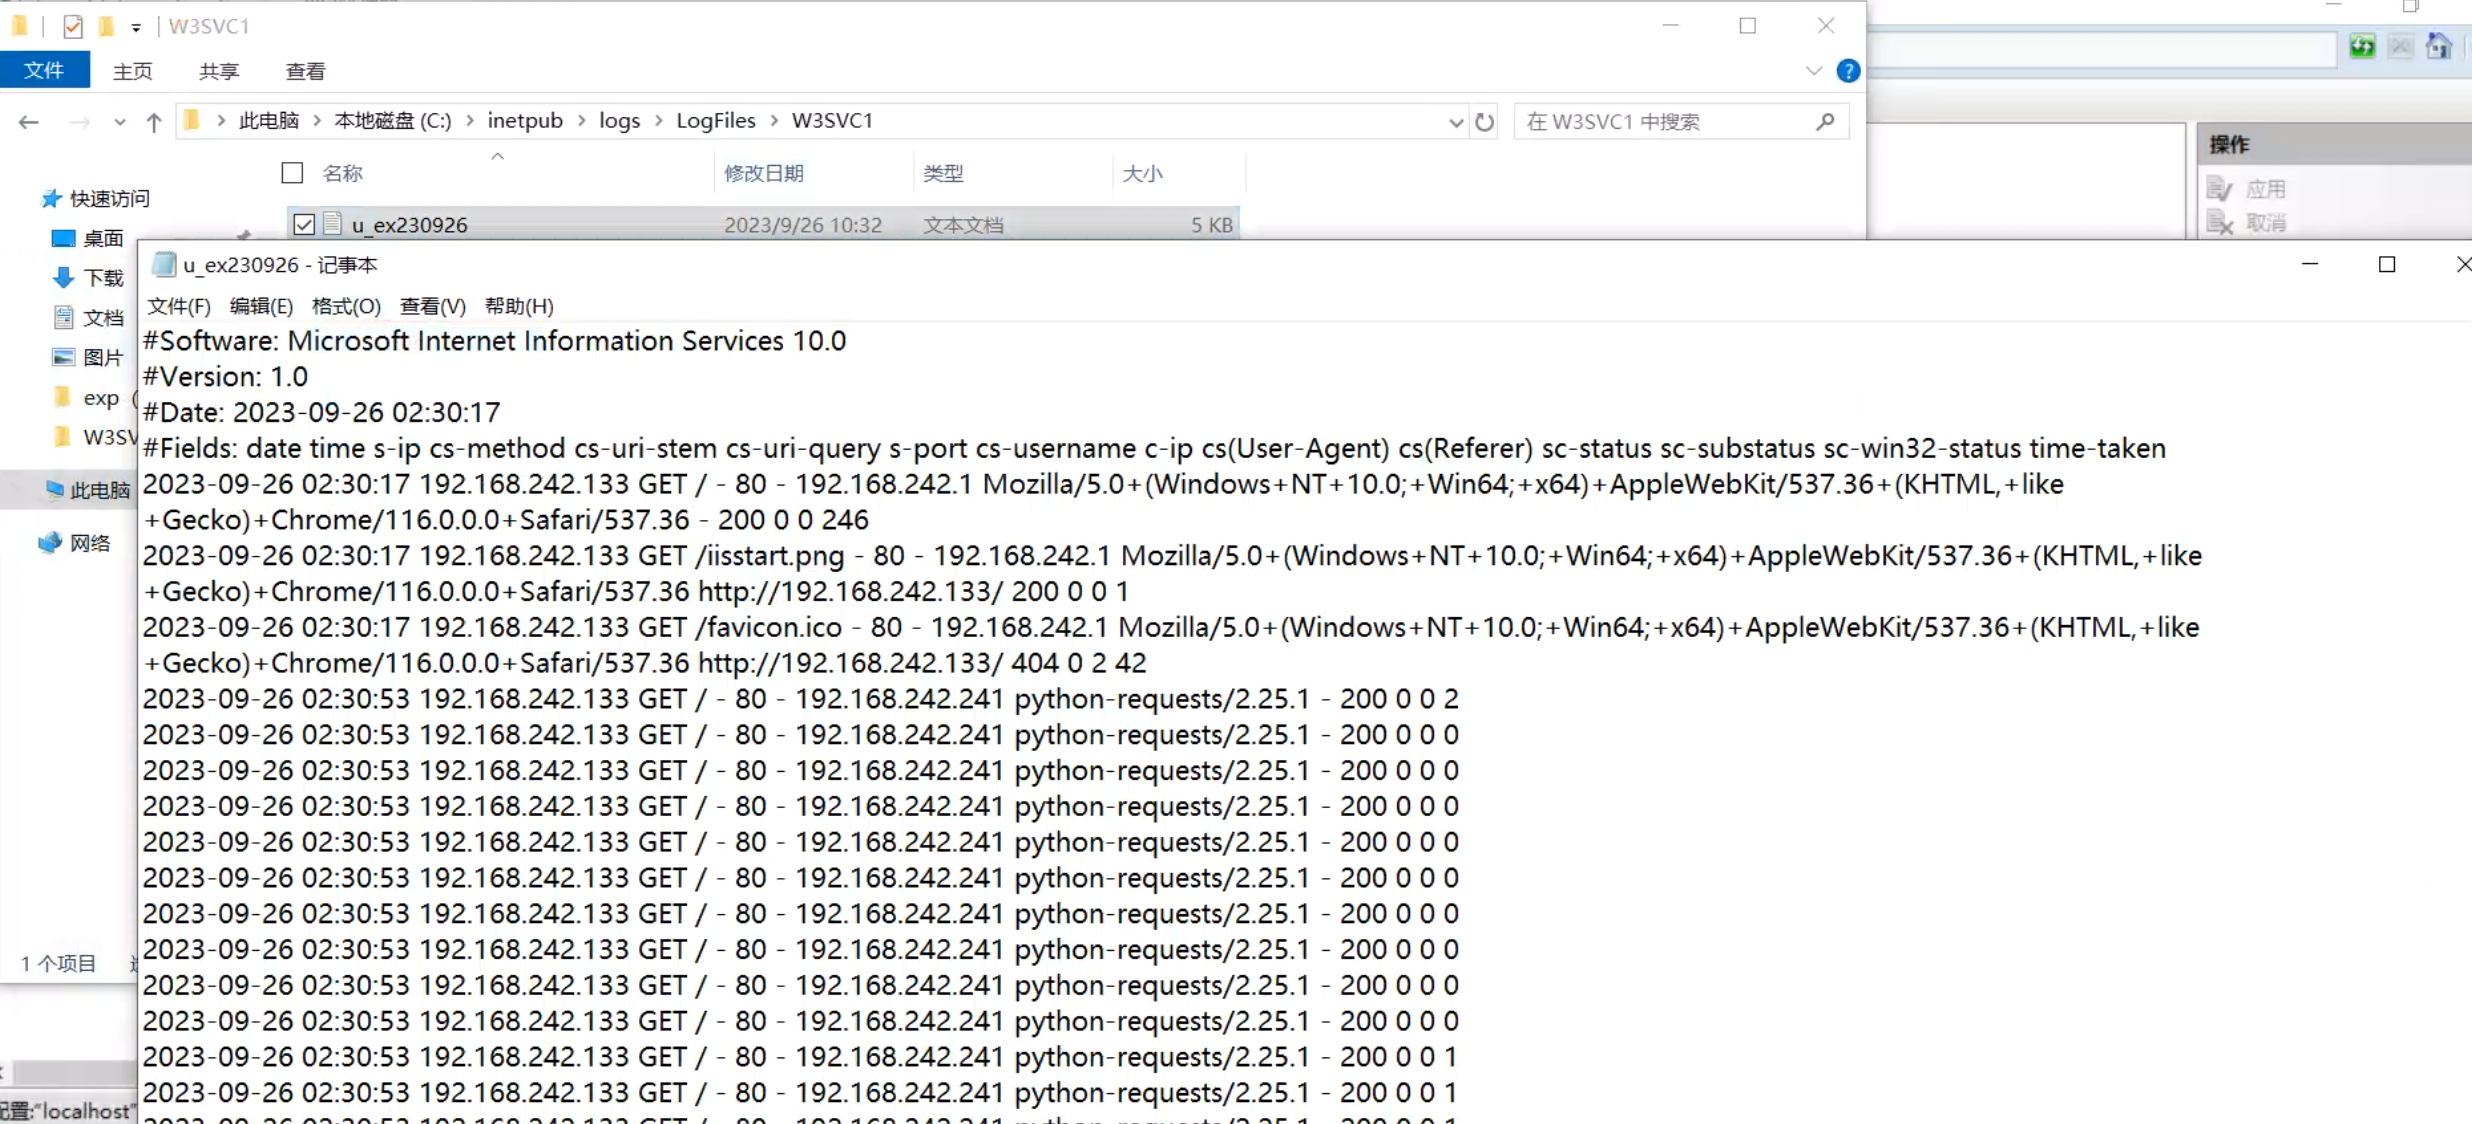 W3SVC1
文件 主页 共享 查看
此电脑 本地磁盘 (C:) inetpub logs LogFiles W3SVC1 在 W3SVC1 中搜索
操作
名称 修改日期 类型 大小
应用
快速访问
u_ex230926 2023/9/26 10:32 文本文档 5 KB
取消
桌面
u_ex230926 - 记事本
下载
文件(F) 编辑(E) 格式(O) 查看(V) 帮助(H)
文档
#Software: Microsoft Internet Information Services 10.0
图片
#Version: 1.0
exp
#Date: 2023-09-26 02:30:17
W3SV
#Fields: date time s-ip cs-method cs-uri-stem cs-uri-query s-port cs-username c-ip cs(User-Agent) cs(Referer) sc-status sc-substatus sc-win32-status time-taken
此电脑
2023-09-26 02:30:17 192.168.242.133 GET / - 80 - 192.168.242.1 Mozilla/5.0+(Windows+NT+10.0;+Win64;+x64)+AppleWebKit/537.36+(KHTML,+like
+Gecko)+Chrome/116.0.0.0+Safari/537.36 - 200 0 0 246
网络
2023-09-26 02:30:17 192.168.242.133 GET /iisstart.png - 80 - 192.168.242.1 Mozilla/5.0+(Windows+NT+10.0;+Win64;+x64)+AppleWebKit/537.36+(KHTML,+like
+Gecko)+Chrome/116.0.0.0+Safari/537.36 http://192.168.242.133/ 200 0 0 1
2023-09-26 02:30:17 192.168.242.133 GET /favicon.ico - 80 - 192.168.242.1 Mozilla/5.0+(Windows+NT+10.0;+Win64;+x64)+AppleWebKit/537.36+(KHTML,+like
+Gecko)+Chrome/116.0.0.0+Safari/537.36 http://192.168.242.133/ 404 0 2 42
2023-09-26 02:30:53 192.168.242.133 GET / - 80 - 192.168.242.241 python-requests/2.25.1 - 200 0 0 2
2023-09-26 02:30:53 192.168.242.133 GET / - 80 - 192.168.242.241 python-requests/2.25.1 - 200 0 0 0
2023-09-26 02:30:53 192.168.242.133 GET / - 80 - 192.168.242.241 python-requests/2.25.1 - 200 0 0 0
2023-09-26 02:30:53 192.168.242.133 GET / - 80 - 192.168.242.241 python-requests/2.25.1 - 200 0 0 0
2023-09-26 02:30:53 192.168.242.133 GET / - 80 - 192.168.242.241 python-requests/2.25.1 - 200 0 0 0
2023-09-26 02:30:53 192.168.242.133 GET / - 80 - 192.168.242.241 python-requests/2.25.1 - 200 0 0 0
2023-09-26 02:30:53 192.168.242.133 GET / - 80 - 192.168.242.241 python-requests/2.25.1 - 200 0 0 0
2023-09-26 02:30:53 192.168.242.133 GET / - 80 - 192.168.242.241 python-requests/2.25.1 - 200 0 0 0
1 个项目
2023-09-26 02:30:53 192.168.242.133 GET / - 80 - 192.168.242.241 python-requests/2.25.1 - 200 0 0 0
2023-09-26 02:30:53 192.168.242.133 GET / - 80 - 192.168.242.241 python-requests/2.25.1 - 200 0 0 0
2023-09-26 02:30:53 192.168.242.133 GET / - 80 - 192.168.242.241 python-requests/2.25.1 - 200 0 0 1
2023-09-26 02:30:53 192.168.242.133 GET / - 80 - 192.168.242.241 python-requests/2.25.1 - 200 0 0 1
置:"localhost"